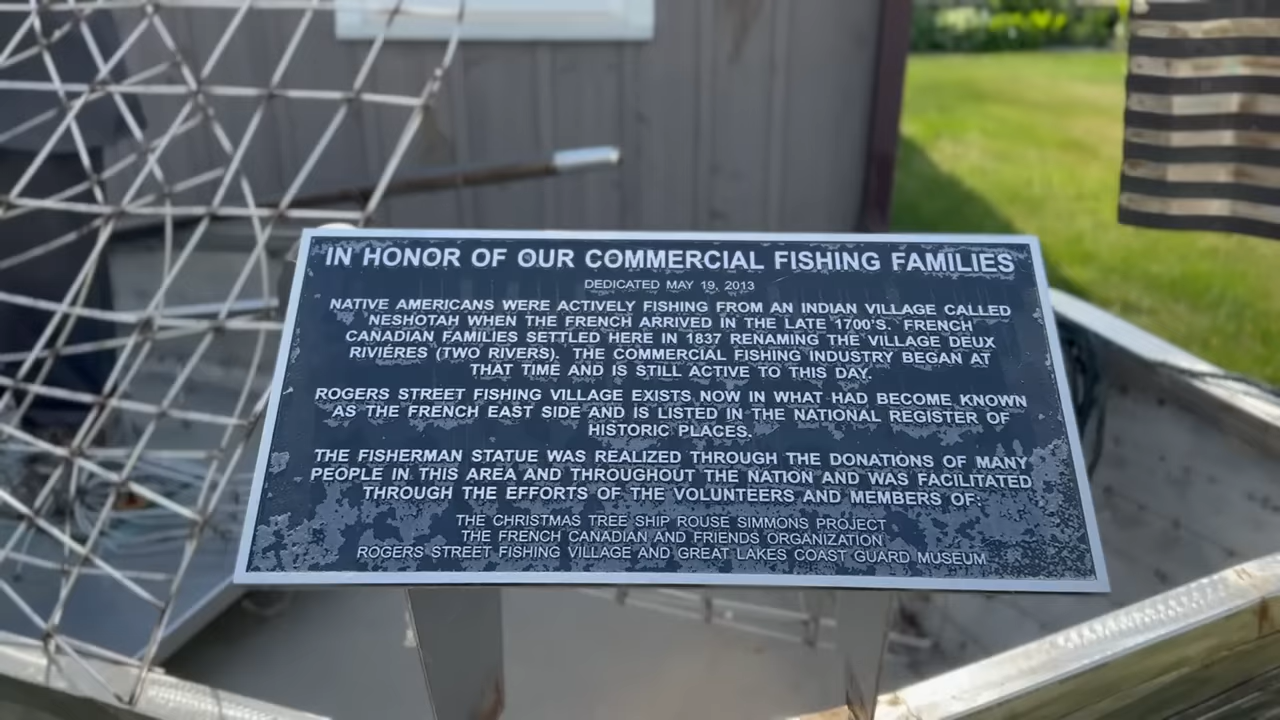 IN HONOR OF OUR COMMERCIAL FISHING FAMILIES
DEDICATED MAY 19, 2013
NATIVE AMERICANS WERE ACTIVELY FISHING FROM AN INDIAN VILLAGE CALLED
NESHOTAH WHEN THE FRENCH ARRIVED IN THE LATE 1700'S. FRENCH
CANADIAN FAMILIES SETTLED HERE IN 1837 RENAMING THE VILLAGE DEUX
RIVIÉRES (TWO RIVERS). THE COMMERCIAL FISHING INDUSTRY BEGAN AT
THAT TIME AND IS STILL ACTIVE TO THIS DAY.
ROGERS STREET FISHING VILLAGE EXISTS NOW IN WHAT HAD BECOME KNOWN
AS THE FRENCH EAST SIDE AND IS LISTED IN THE NATIONAL REGISTER OF
HISTORIC PLACES.
THE FISHERMAN STATUE WAS REALIZED THROUGH THE DONATIONS OF MANY
PEOPLE IN THIS AREA AND THROUGHOUT THE NATION AND WAS FACILITATED
THROUGH THE EFFORTS OF THE VOLUNTEERS AND MEMBERS OF:
THE CHRISTMAS TREE SHIP ROUSE SIMMONS PROJECT
THE FRENCH CANADIAN AND FRIENDS ORGANIZATION
ROGERS STREET FISHING VILLAGE AND GREAT LAKES COAST GUARD MUSEUM